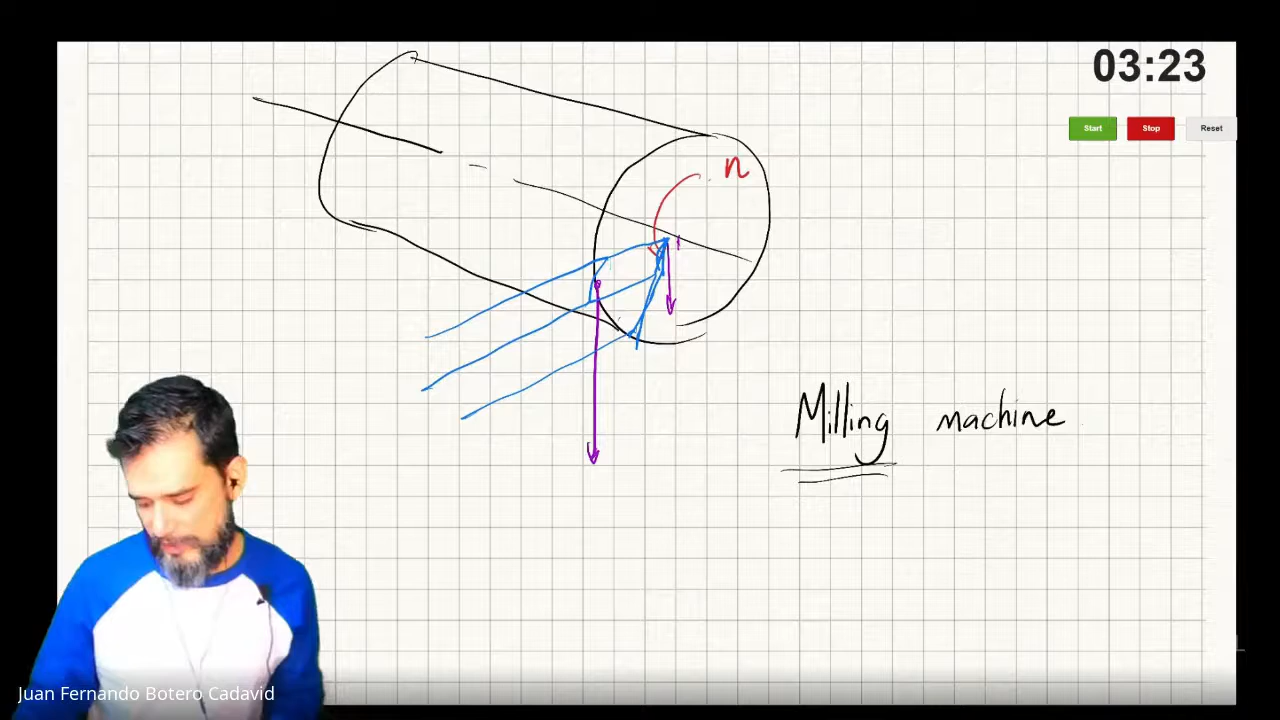 03:23
Start Stop Reset
n
Milling machine
Juan Fernando Botero Cadavid